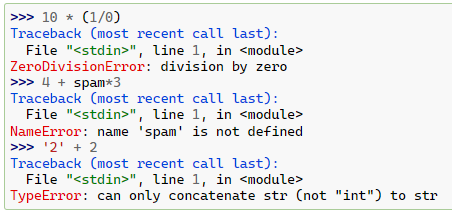 >>> 10 * (1/0)
Traceback (most recent call last):
  File "<stdin>", line 1, in <module>
ZeroDivisionError: division by zero
>>> 4 + spam*3
Traceback (most recent call last):
  File "<stdin>", line 1, in <module>
NameError: name 'spam' is not defined
>>> '2' + 2
Traceback (most recent call last):
  File "<stdin>", line 1, in <module>
TypeError: can only concatenate str (not "int") to str